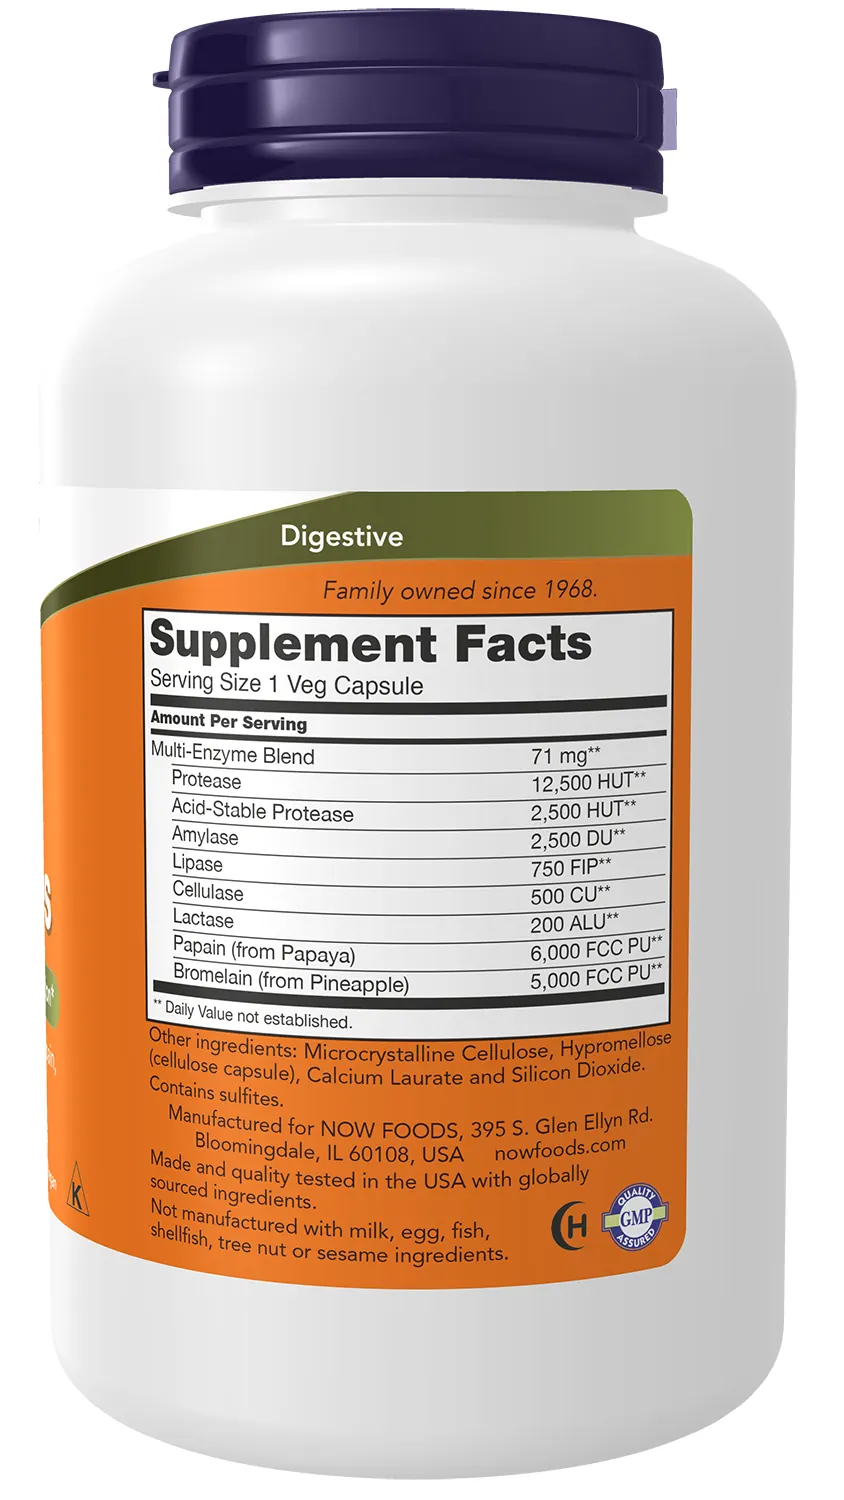 Digestive
Family owned since 1968.
Supplement Facts
Serving Size 1 Veg Capsule
Amount Per Serving
Multi-Enzyme Blend 71 mg**
Protease 12,500 HUT**
Acid-Stable Protease 2,500 HUT**
Amylase 2,500 DU**
Lipase 750 FIP**
Cellulase 500 CU**
Lactase 200 ALU**
Papain (from Papaya) 6,000 FCC PU**
Bromelain (from Pineapple) 5,000 FCC PU**
** Daily Value not established.
Other ingredients: Microcrystalline Cellulose, Hypromellose
(cellulose capsule), Calcium Laurate and Silicon Dioxide.
Contains sulfites.
Manufactured for NOW FOODS, 395 S. Glen Ellyn Rd.
Bloomingdale, IL 60108, USA nowfoods.com
Made and quality tested in the USA with globally
sourced ingredients.
Not manufactured with milk, egg, fish,
shellfish, tree nut or sesame ingredients.
K
H
QUALITY
GMP
ASSURED